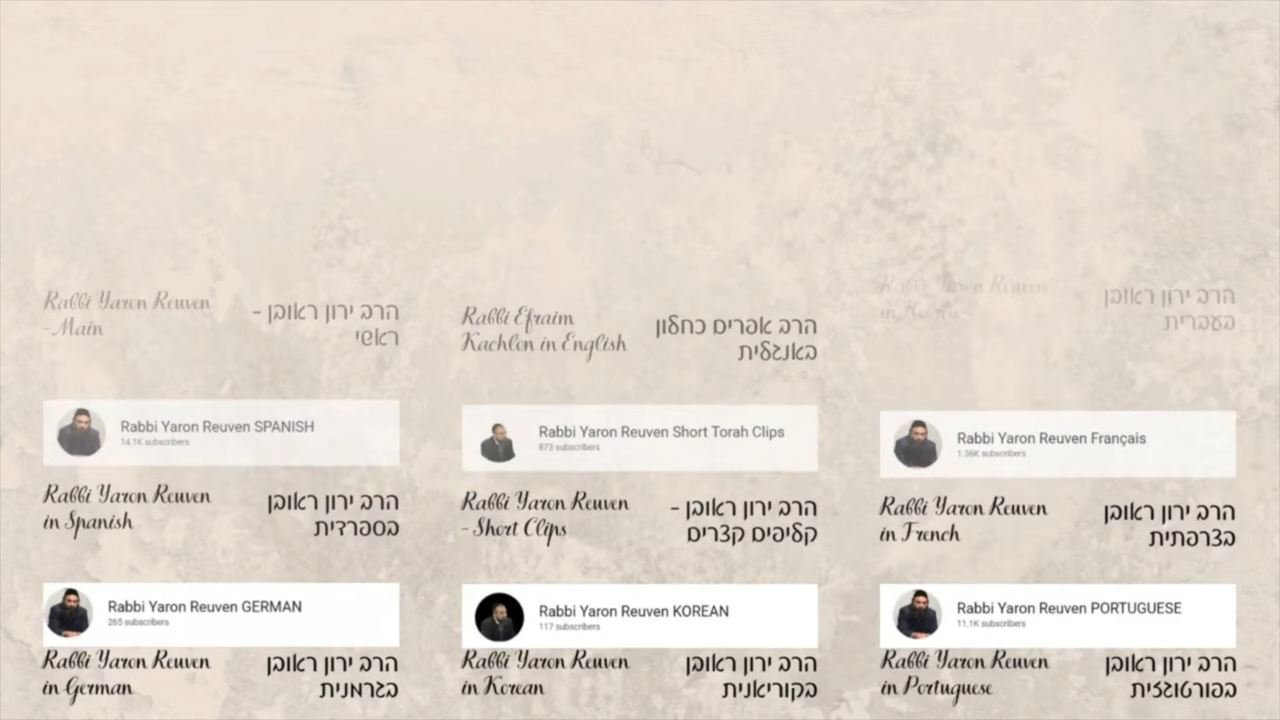 Rabbi Yaron Reuven
- Main
הרב ירון ראובן -
ראשי
Rabbi Efraim
Kachlon in English
הרב אפרים כחלון
באנגלית
Rabbi Yaron Reuven
in
הרב ירון ראובן
בעברית
Rabbi Yaron Reuven SPANISH
14.1K subscribers
Rabbi Yaron Reuven Short Torah Clips
873 subscribers
Rabbi Yaron Reuven Français
1.36K subscribers
Rabbi Yaron Reuven
in Spanish
הרב ירון ראובן
בספרדית
Rabbi Yaron Reuven
- Short Clips
הרב ירון ראובן -
קליפים קצרים
Rabbi Yaron Reuven
in French
הרב ירון ראובן
בצרפתית
Rabbi Yaron Reuven GERMAN
265 subscribers
Rabbi Yaron Reuven KOREAN
117 subscribers
Rabbi Yaron Reuven PORTUGUESE
11.1K subscribers
Rabbi Yaron Reuven
in German
הרב ירון ראובן
בגרמנית
Rabbi Yaron Reuven
in Korean
הרב ירון ראובן
בקוריאנית
Rabbi Yaron Reuven
in Portuguese
הרב ירון ראובן
בפורטוגזית